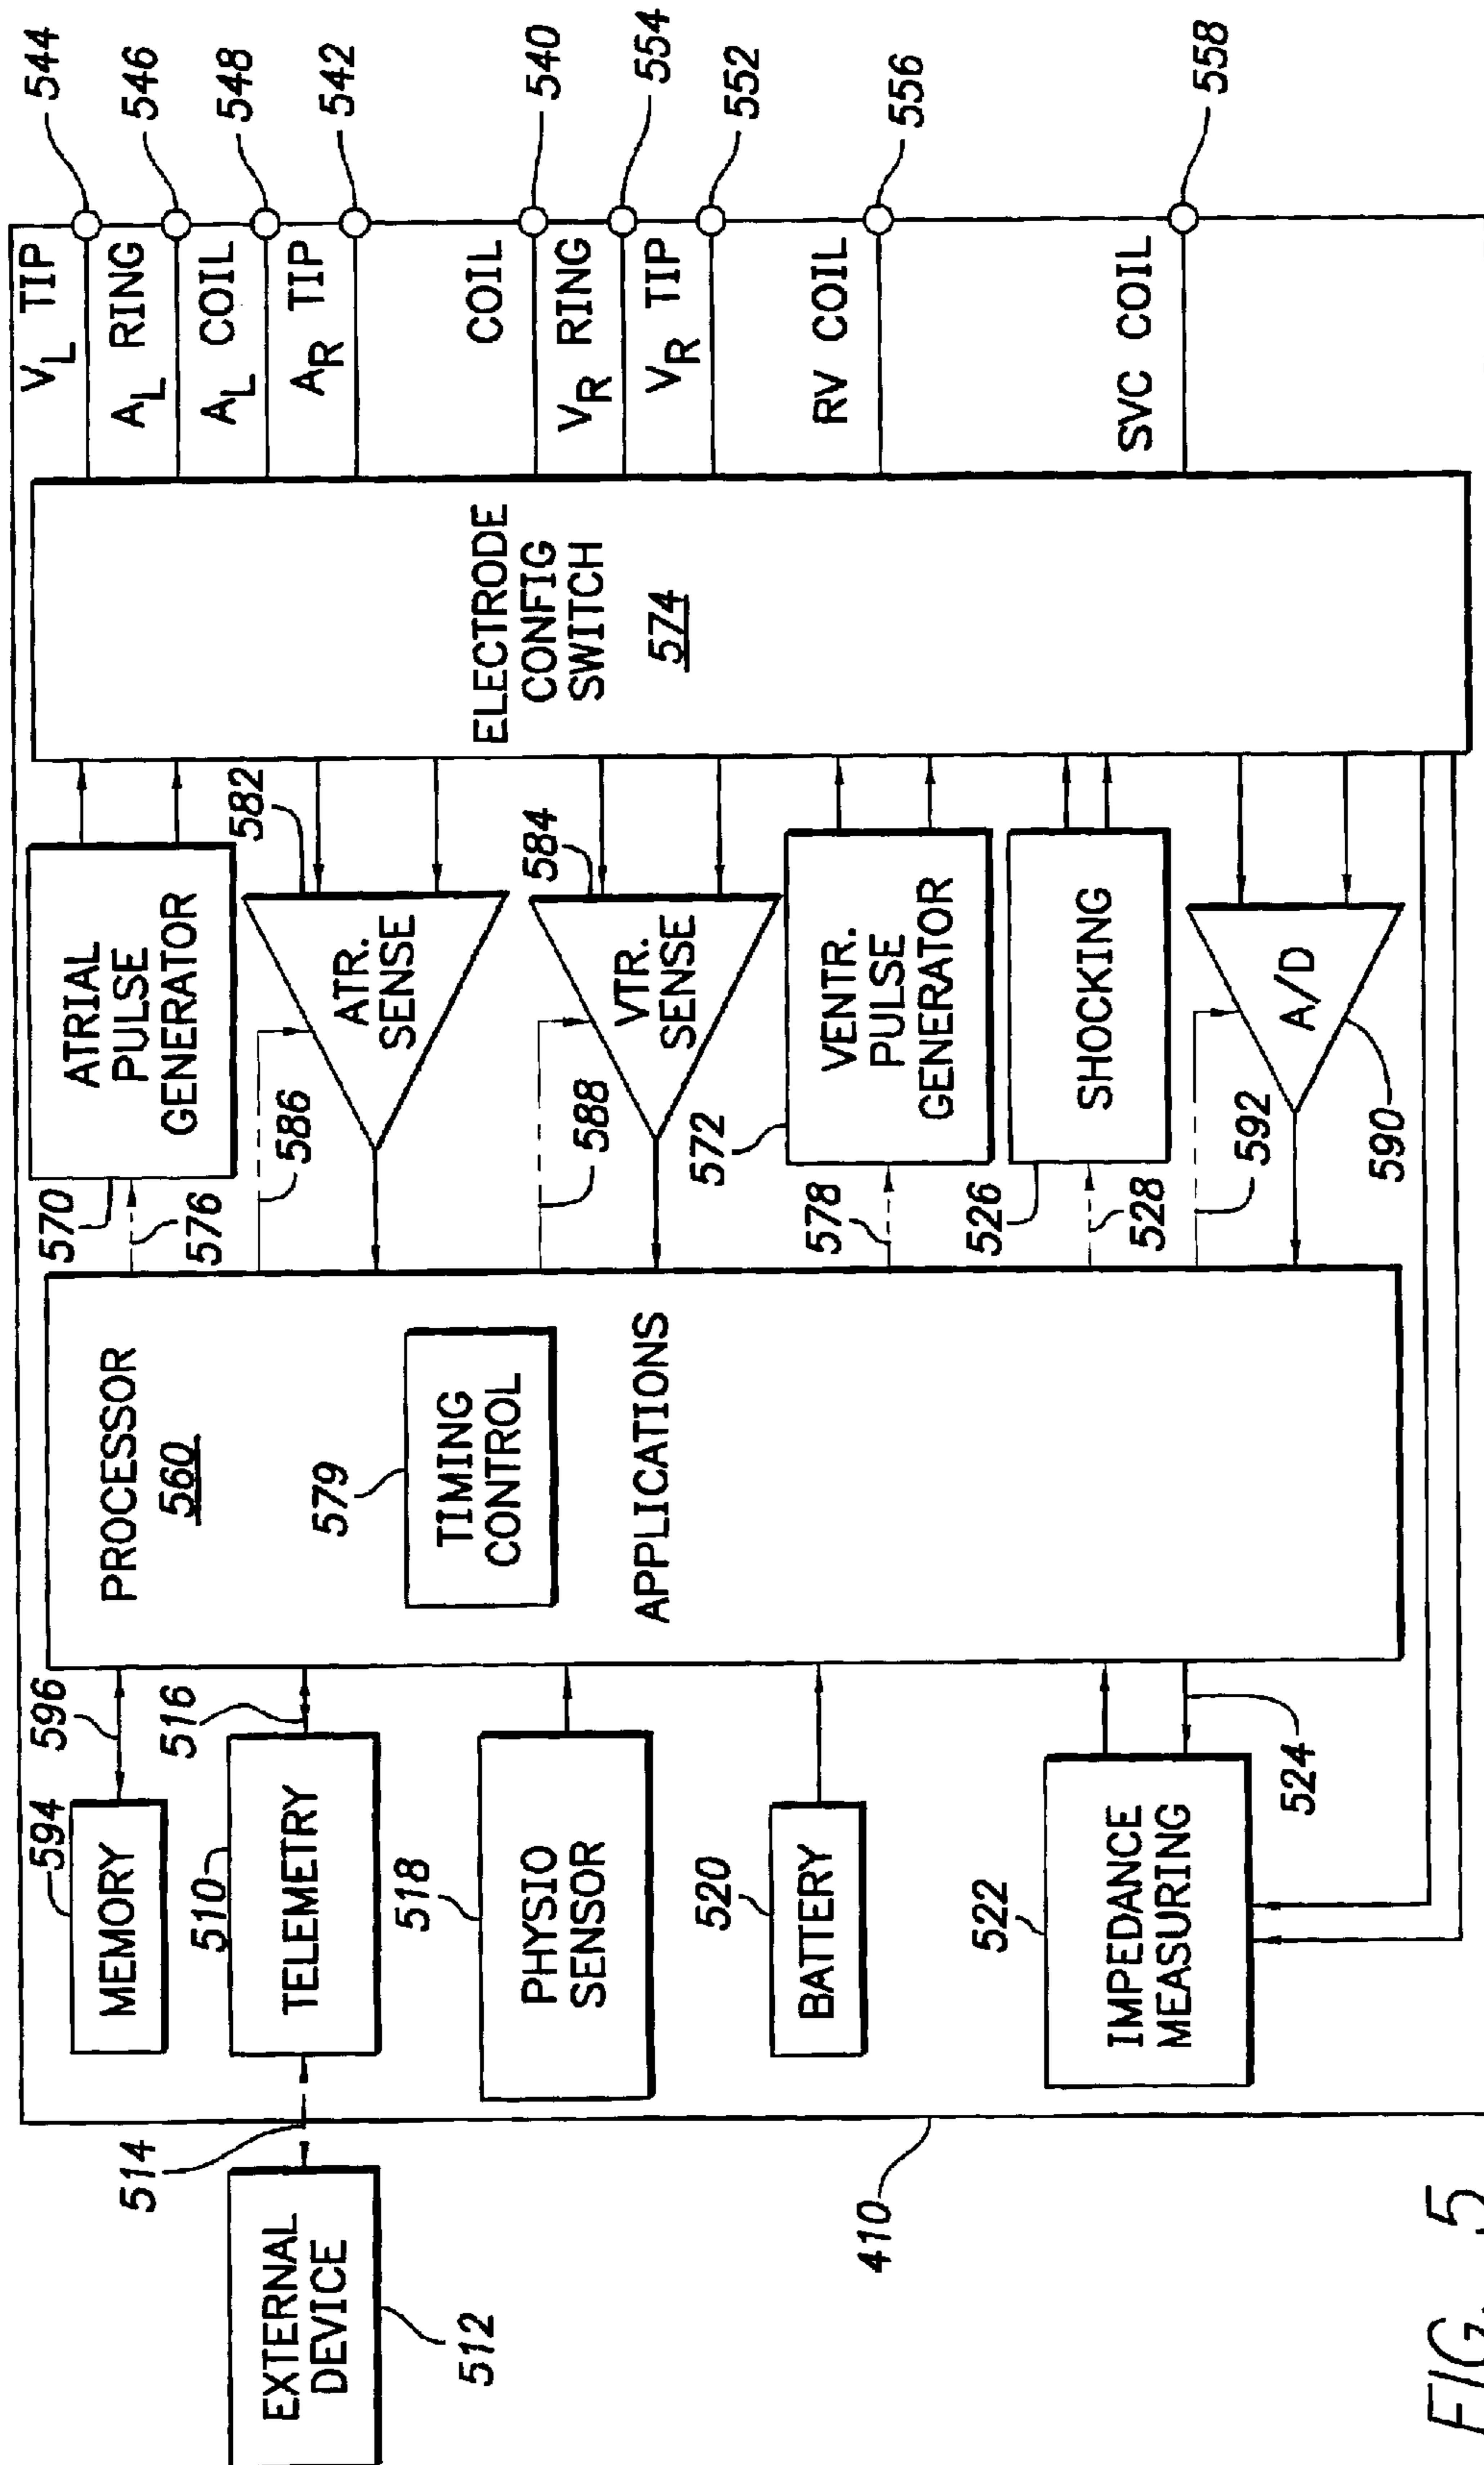 544
546
548
542
540
554
552
556
558
V_L TIP
A_L RING
A_L COIL
A_R TIP
COIL
V_R RING
V_R TIP
RV COIL
SVC COIL
ELECTRODE
CONFIG
SWITCH
574
582
584
ATRIAL
PULSE
GENERATOR
ATR.
SENSE
VTR.
SENSE
VENTR.
PULSE
GENERATOR
SHOCKING
A/D
570
576
586
588
572
578
526
528
592
590
PROCESSOR
560
579
TIMING
CONTROL
APPLICATIONS
596
516
524
594
MEMORY
510
TELEMETRY
518
PHYSIO
SENSOR
520
BATTERY
522
IMPEDANCE
MEASURING
514
410
EXTERNAL
DEVICE
512
FIG. 5